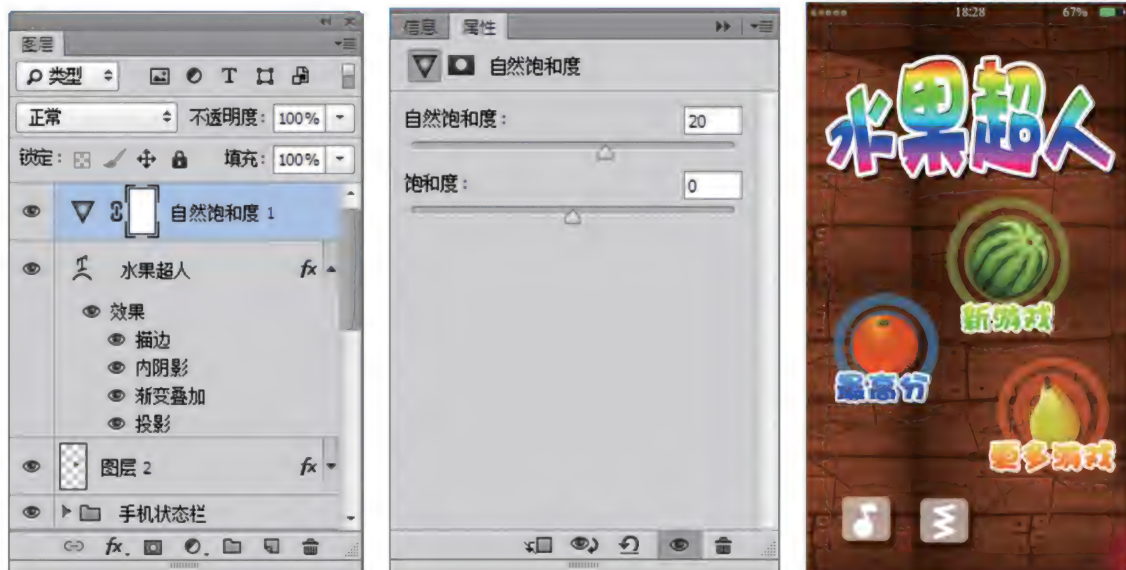 图层
类型
正常 不透明度: 100%
锁定: 填充: 100%
自然饱和度 1
水果超人 fx
效果
描边
内阴影
渐变叠加
投影
图层 2 fx
手机状态栏
fx.
信息 属性
自然饱和度
自然饱和度: 20
饱和度: 0
18:28 67%
水果超人
新游戏
最高分
更多游戏